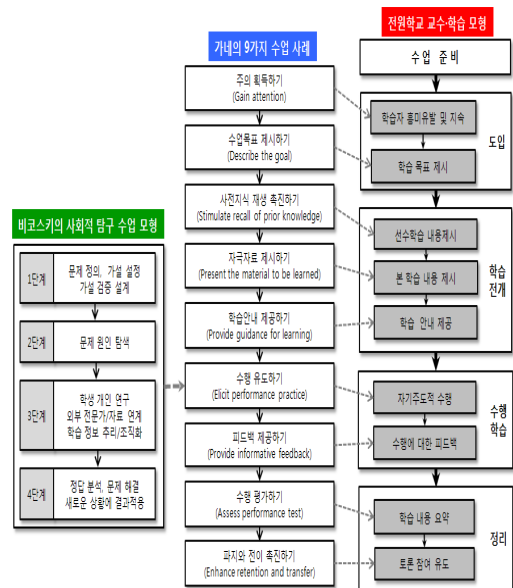 전원학교 교수·학습 모형
가네의 9가지 수업 사례
수업 준비
주의 획득하기
(Gain attention)
학습자 흥미유발 및 지속
도입
수업목표 제시하기
(Describe the goal)
학습 목표 제시
사전지식 재생 촉진하기
(Stimulate recall of prior knowledge)
선수학습 내용제시
비코스키의 사회적 탐구 수업 모형
자극자료 제시하기
(Present the material to be learned)
본 학습 내용 제시
학습
전개
1단계
문제 정의, 가설 설정
가설 검증 설계
학습안내 제공하기
(Provide guidance for learning)
학습 안내 제공
2단계
문제 원인 탐색
수행 유도하기
(Elicit performance practice)
자기주도적 수행
수행
학습
3단계
학생 개인 연구
외부 전문가/자료 연계
학습 정보 추리/조직화
피드백 제공하기
(Provide informative feedback)
수행에 대한 피드백
4단계
정답 분석, 문제 해결
새로운 상황에 결과적용
수행 평가하기
(Assess performance test)
학습 내용 요약
정리
파지와 전이 촉진하기
(Enhance retention and transfer)
토론 참여 유도